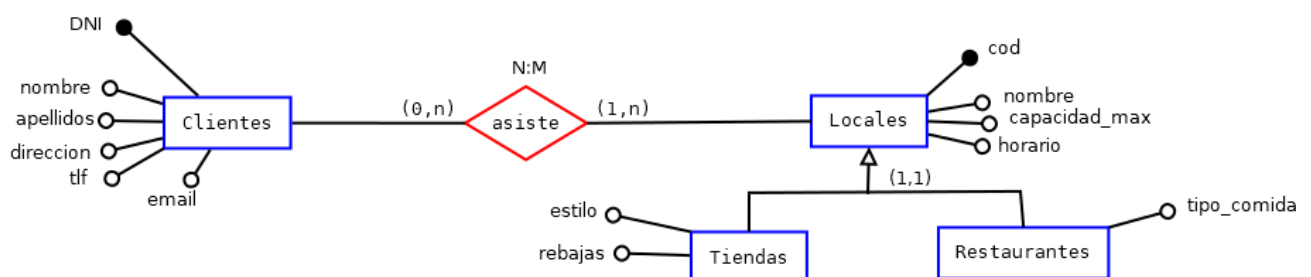 DNI
nombre
apellidos
direccion
tlf
email
Clientes
(0,n)
N:M
asiste
(1,n)
Locales
cod
nombre
capacidad_max
horario
(1,1)
estilo
rebajas
Tiendas
Restaurantes
tipo_comida